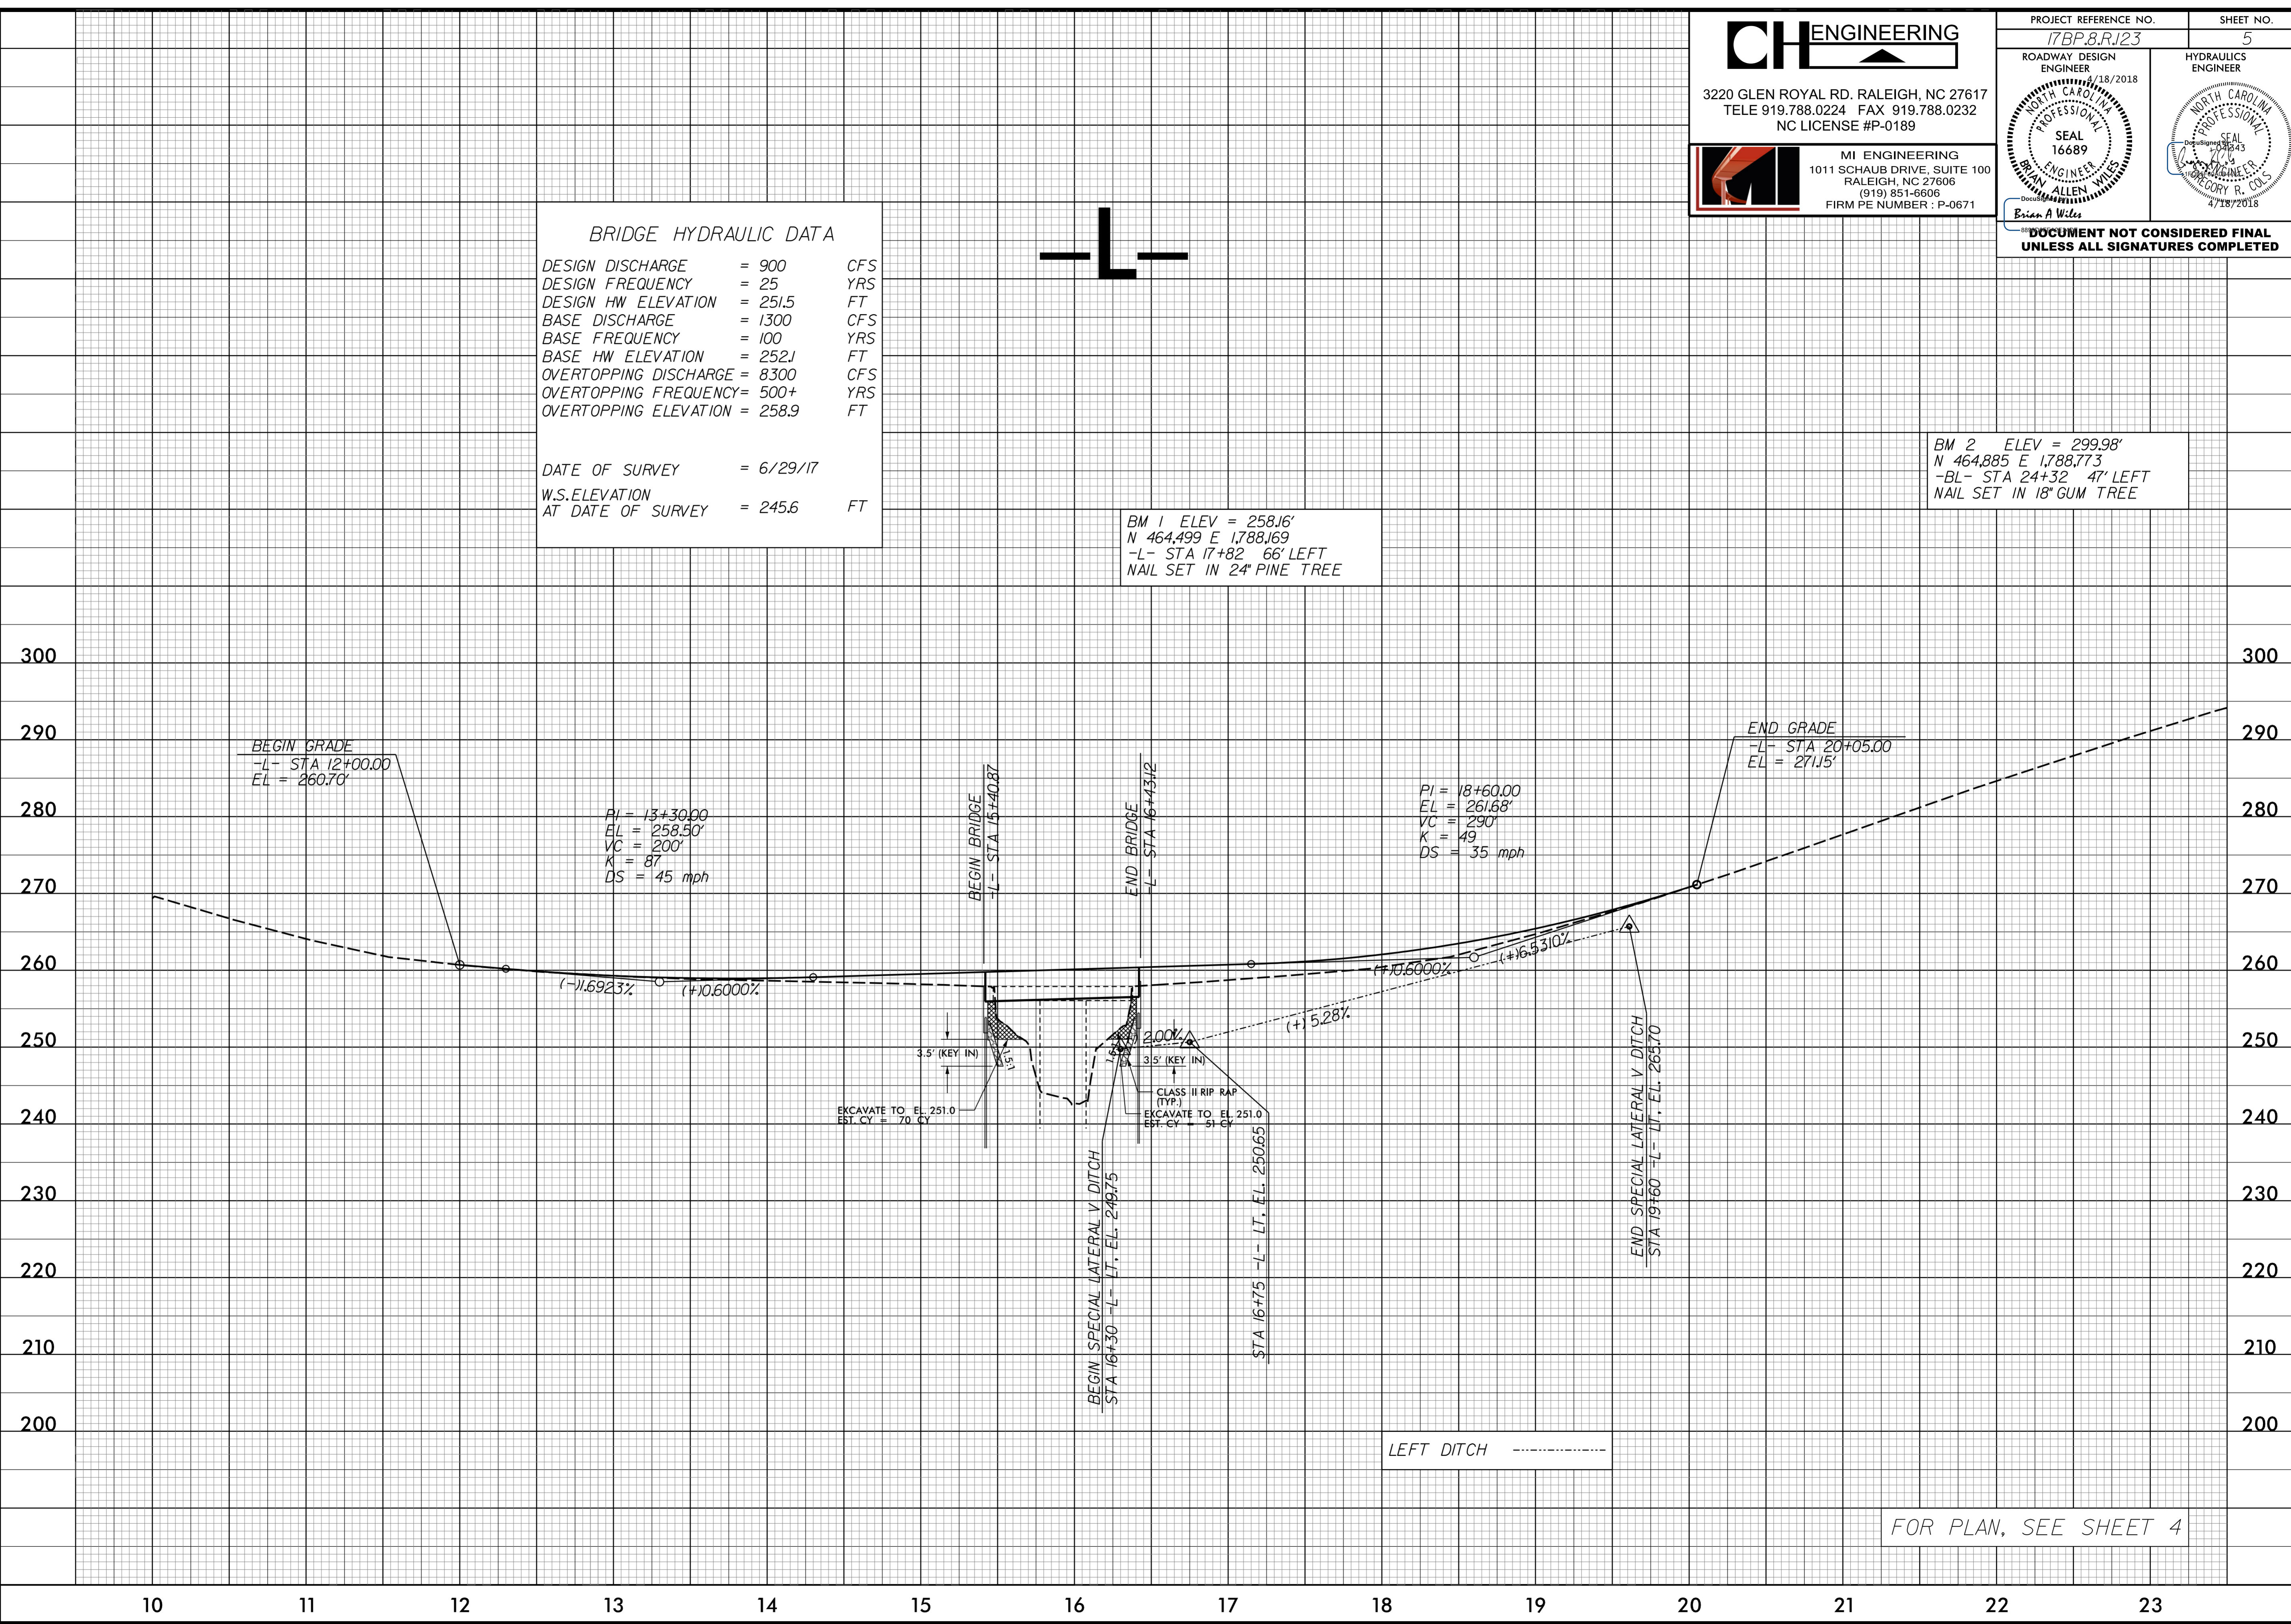 CH ENGINEERING
3220 GLEN ROYAL RD. RALEIGH, NC 27617
TELE 919.788.0224 FAX 919.788.0232
NC LICENSE #P-0189
MI ENGINEERING
1011 SCHAUB DRIVE, SUITE 100
RALEIGH, NC 27606
(919) 851-6606
FIRM PE NUMBER : P-0671
PROJECT REFERENCE NO.
17BP.8.R.123
SHEET NO.
5
ROADWAY DESIGN
ENGINEER
4/18/2018
NORTH CAROLINA
PROFESSIONAL
SEAL
16689
ENGINEER
BRIAN ALLEN WILES
Brian A Wiles
HYDRAULICS
ENGINEER
NORTH CAROLINA
PROFESSIONAL
SEAL
ENGINEER
GREGORY R. COLS
4/18/2018
DOCUMENT NOT CONSIDERED FINAL
UNLESS ALL SIGNATURES COMPLETED
BRIDGE HYDRAULIC DATA
DESIGN DISCHARGE = 900 CFS
DESIGN FREQUENCY = 25 YRS
DESIGN HW ELEVATION = 251.5 FT
BASE DISCHARGE = 1300 CFS
BASE FREQUENCY = 100 YRS
BASE HW ELEVATION = 252.1 FT
OVERTOPPING DISCHARGE = 8300 CFS
OVERTOPPING FREQUENCY= 500+ YRS
OVERTOPPING ELEVATION = 258.9 FT
DATE OF SURVEY = 6/29/17
W.S.ELEVATION
AT DATE OF SURVEY = 245.6 FT
-L-
BM 1 ELEV = 258.16'
N 464,499 E 1,788,169
-L- STA 17+82 66' LEFT
NAIL SET IN 24" PINE TREE
BM 2 ELEV = 299.98'
N 464,885 E 1,788,773
-BL- STA 24+32 47' LEFT
NAIL SET IN 18" GUM TREE
300 300
290 290
280 280
270 270
260 260
250 250
240 240
230 230
220 220
210 210
200 200
BEGIN GRADE
-L- STA 12+00.00
EL = 260.70'
PI = 13+30.00
EL = 258.50'
VC = 200'
K = 87
DS = 45 mph
BEGIN BRIDGE
-L- STA 15+40.87
END BRIDGE
-L- STA 16+43.12
PI = 18+60.00
EL = 261.68'
VC = 290'
K = 49
DS = 35 mph
END GRADE
-L- STA 20+05.00
EL = 271.15'
(-)1.6923%
(+)0.6000%
(+)0.6000%
(+)6.5310%
(+) 5.28%
2.00%
3.5' (KEY IN)
1.5:1
1.5:1
3.5' (KEY IN)
CLASS II RIP RAP
(TYP.)
EXCAVATE TO EL. 251.0
EST. CY = 70 CY
EXCAVATE TO EL. 251.0
EST. CY = 51 CY
BEGIN SPECIAL LATERAL V DITCH
STA 16+30 -L- LT, EL. 249.75
STA 16+75 -L- LT, EL. 250.65
END SPECIAL LATERAL V DITCH
STA 19+60 -L- LT, EL. 265.70
LEFT DITCH
FOR PLAN, SEE SHEET 4
10 11 12 13 14 15 16 17 18 19 20 21 22 23